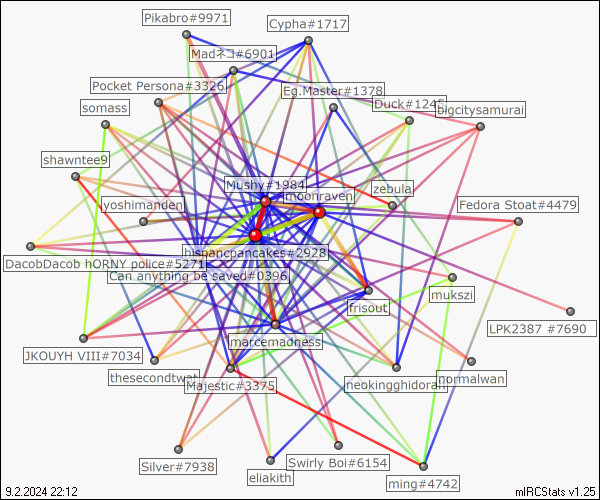 Pikabro#9971
Cypha#1717
Madネコ#6901
Pocket Persona#3326
Eg.Master#1378
somass
Duck#1245
bigcitysamurai
shawntee9
Mushy#1984
moonraven
zebula
yoshimanden
Fedora Stoat#4479
hispancpancakes#2928
DacobDacob hORNY police#5271
Can anything be saved#0396
mukszi
frisout
LPK2387 #7690
marcemadness
JKOUYH VIII#7034
thesecondtwat
Majestic#3375
neokingghidorah
normalwan
Silver#7938
eliakith
Swirly Boi#6154
ming#4742
9.2.2024 22:12
mIRCStats v1.25